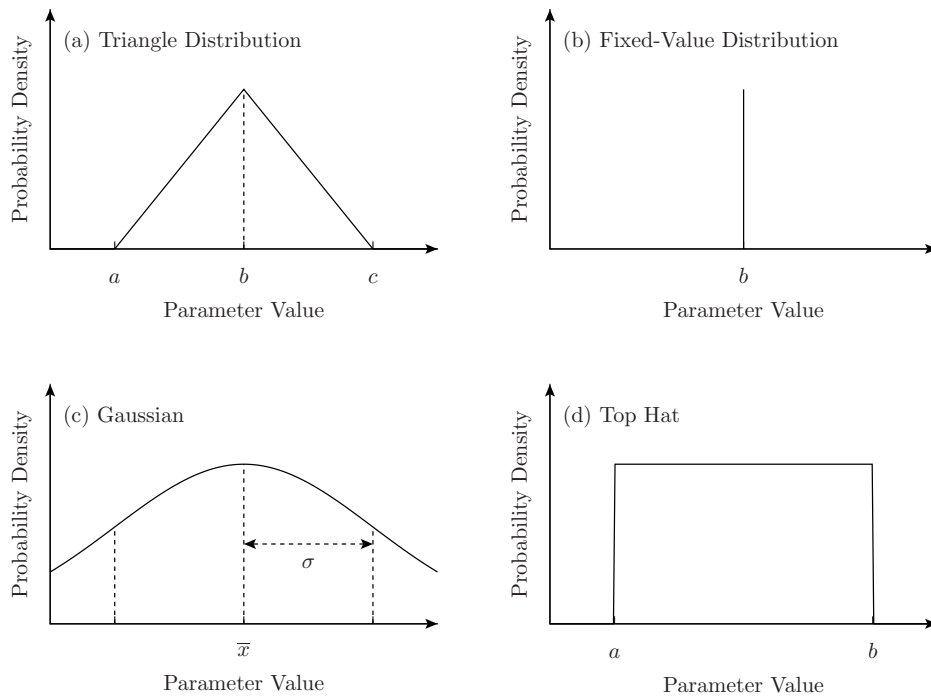 (a) Triangle Distribution
Probability Density
a b c
Parameter Value
(b) Fixed-Value Distribution
Probability Density
b
Parameter Value
(c) Gaussian
Probability Density
σ
x̅
Parameter Value
(d) Top Hat
Probability Density
a b
Parameter Value